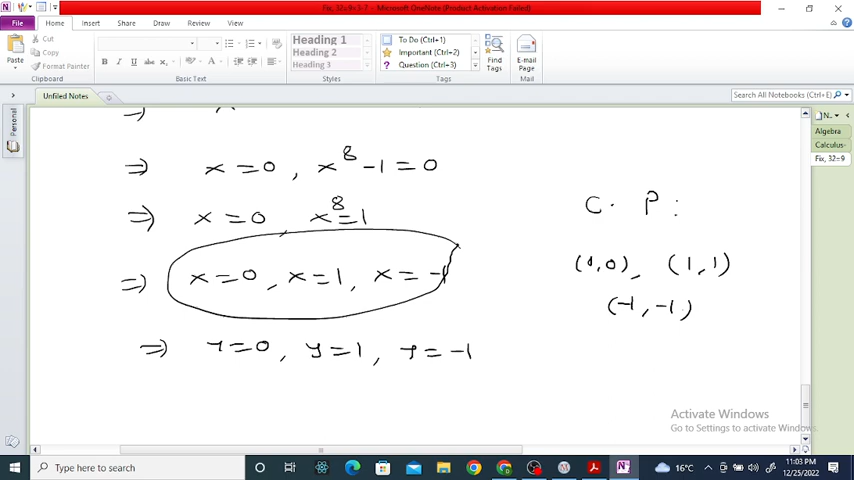 Fix, 32=9=3-7 - Microsoft OneNote (Product Activation Failed)
File Home Insert Share Draw Review View
Paste Cut Copy Format Painter
B I U abc
Heading 1 Heading 2 Heading 3
To Do (Ctrl+1) Important (Ctrl+2) Question (Ctrl+3)
Find Tags E-mail Page
Clipboard Basic Text Styles Tags Outlook
Unfiled Notes Search All Notebooks (Ctrl+E)
Personal
N...
Algebra
Calculus-
Fix, 32=9
⇒ x=0, x^8-1=0
⇒ x=0 x^8=1
⇒ x=0, x=1, x=-1
⇒ y=0, y=1, y=-1
C. P:
(0,0), (1,1)
(-1,-1)
Activate Windows
Go to Settings to activate Windows.
Type here to search 16°C 11:03 PM
12/25/2022